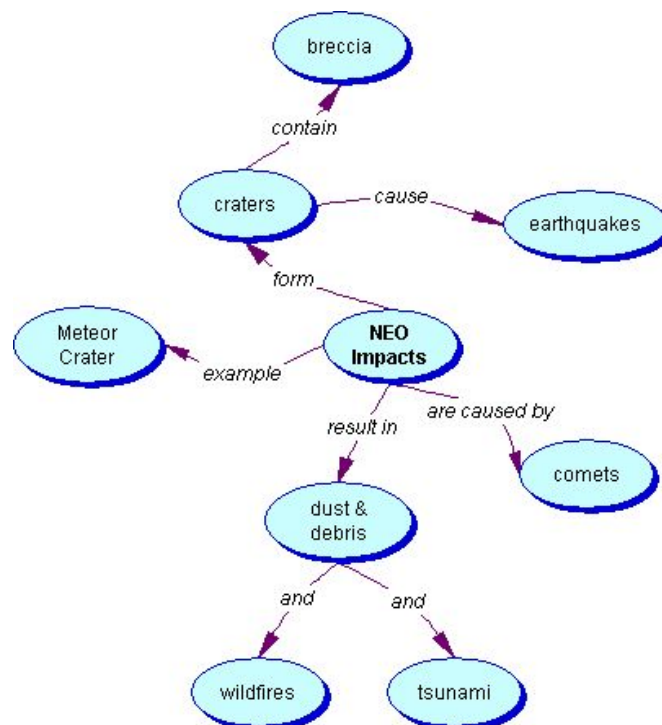 breccia
contain
craters
cause
earthquakes
form
Meteor
Crater
example
NEO
Impacts
result in
are caused by
comets
dust &
debris
and
and
wildfires
tsunami